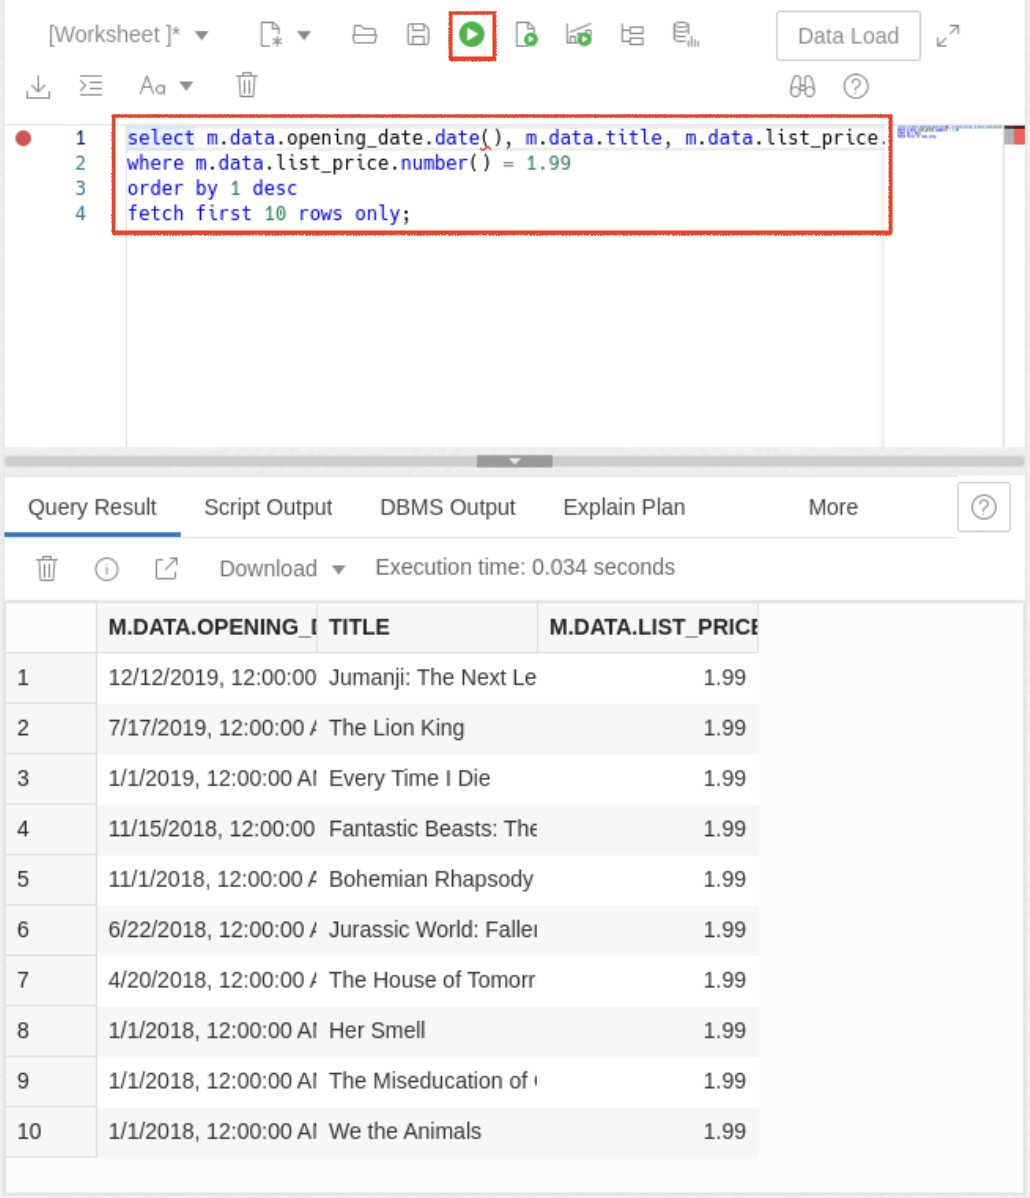 [Worksheet ]*
Data Load
Aa
1 select m.data.opening_date.date(), m.data.title, m.data.list_price.
2 where m.data.list_price.number() = 1.99
3 order by 1 desc
4 fetch first 10 rows only;
Query Result Script Output DBMS Output Explain Plan More
Download Execution time: 0.034 seconds
M.DATA.OPENING_D TITLE M.DATA.LIST_PRICE
1 12/12/2019, 12:00:00 Jumanji: The Next Le 1.99
2 7/17/2019, 12:00:00 A The Lion King 1.99
3 1/1/2019, 12:00:00 AM Every Time I Die 1.99
4 11/15/2018, 12:00:00 Fantastic Beasts: The 1.99
5 11/1/2018, 12:00:00 A Bohemian Rhapsody 1.99
6 6/22/2018, 12:00:00 A Jurassic World: Fallen 1.99
7 4/20/2018, 12:00:00 A The House of Tomorr 1.99
8 1/1/2018, 12:00:00 AM Her Smell 1.99
9 1/1/2018, 12:00:00 AM The Miseducation of 1.99
10 1/1/2018, 12:00:00 AM We the Animals 1.99